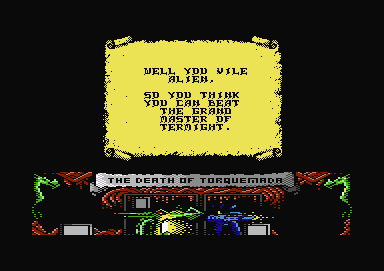 WELL YOU VILE
ALIEN,
SO YOU THINK
YOU CAN BEAT
THE GRAND
MASTER OF
TERMIGHT.
THE DEATH OF TORQUEMADA